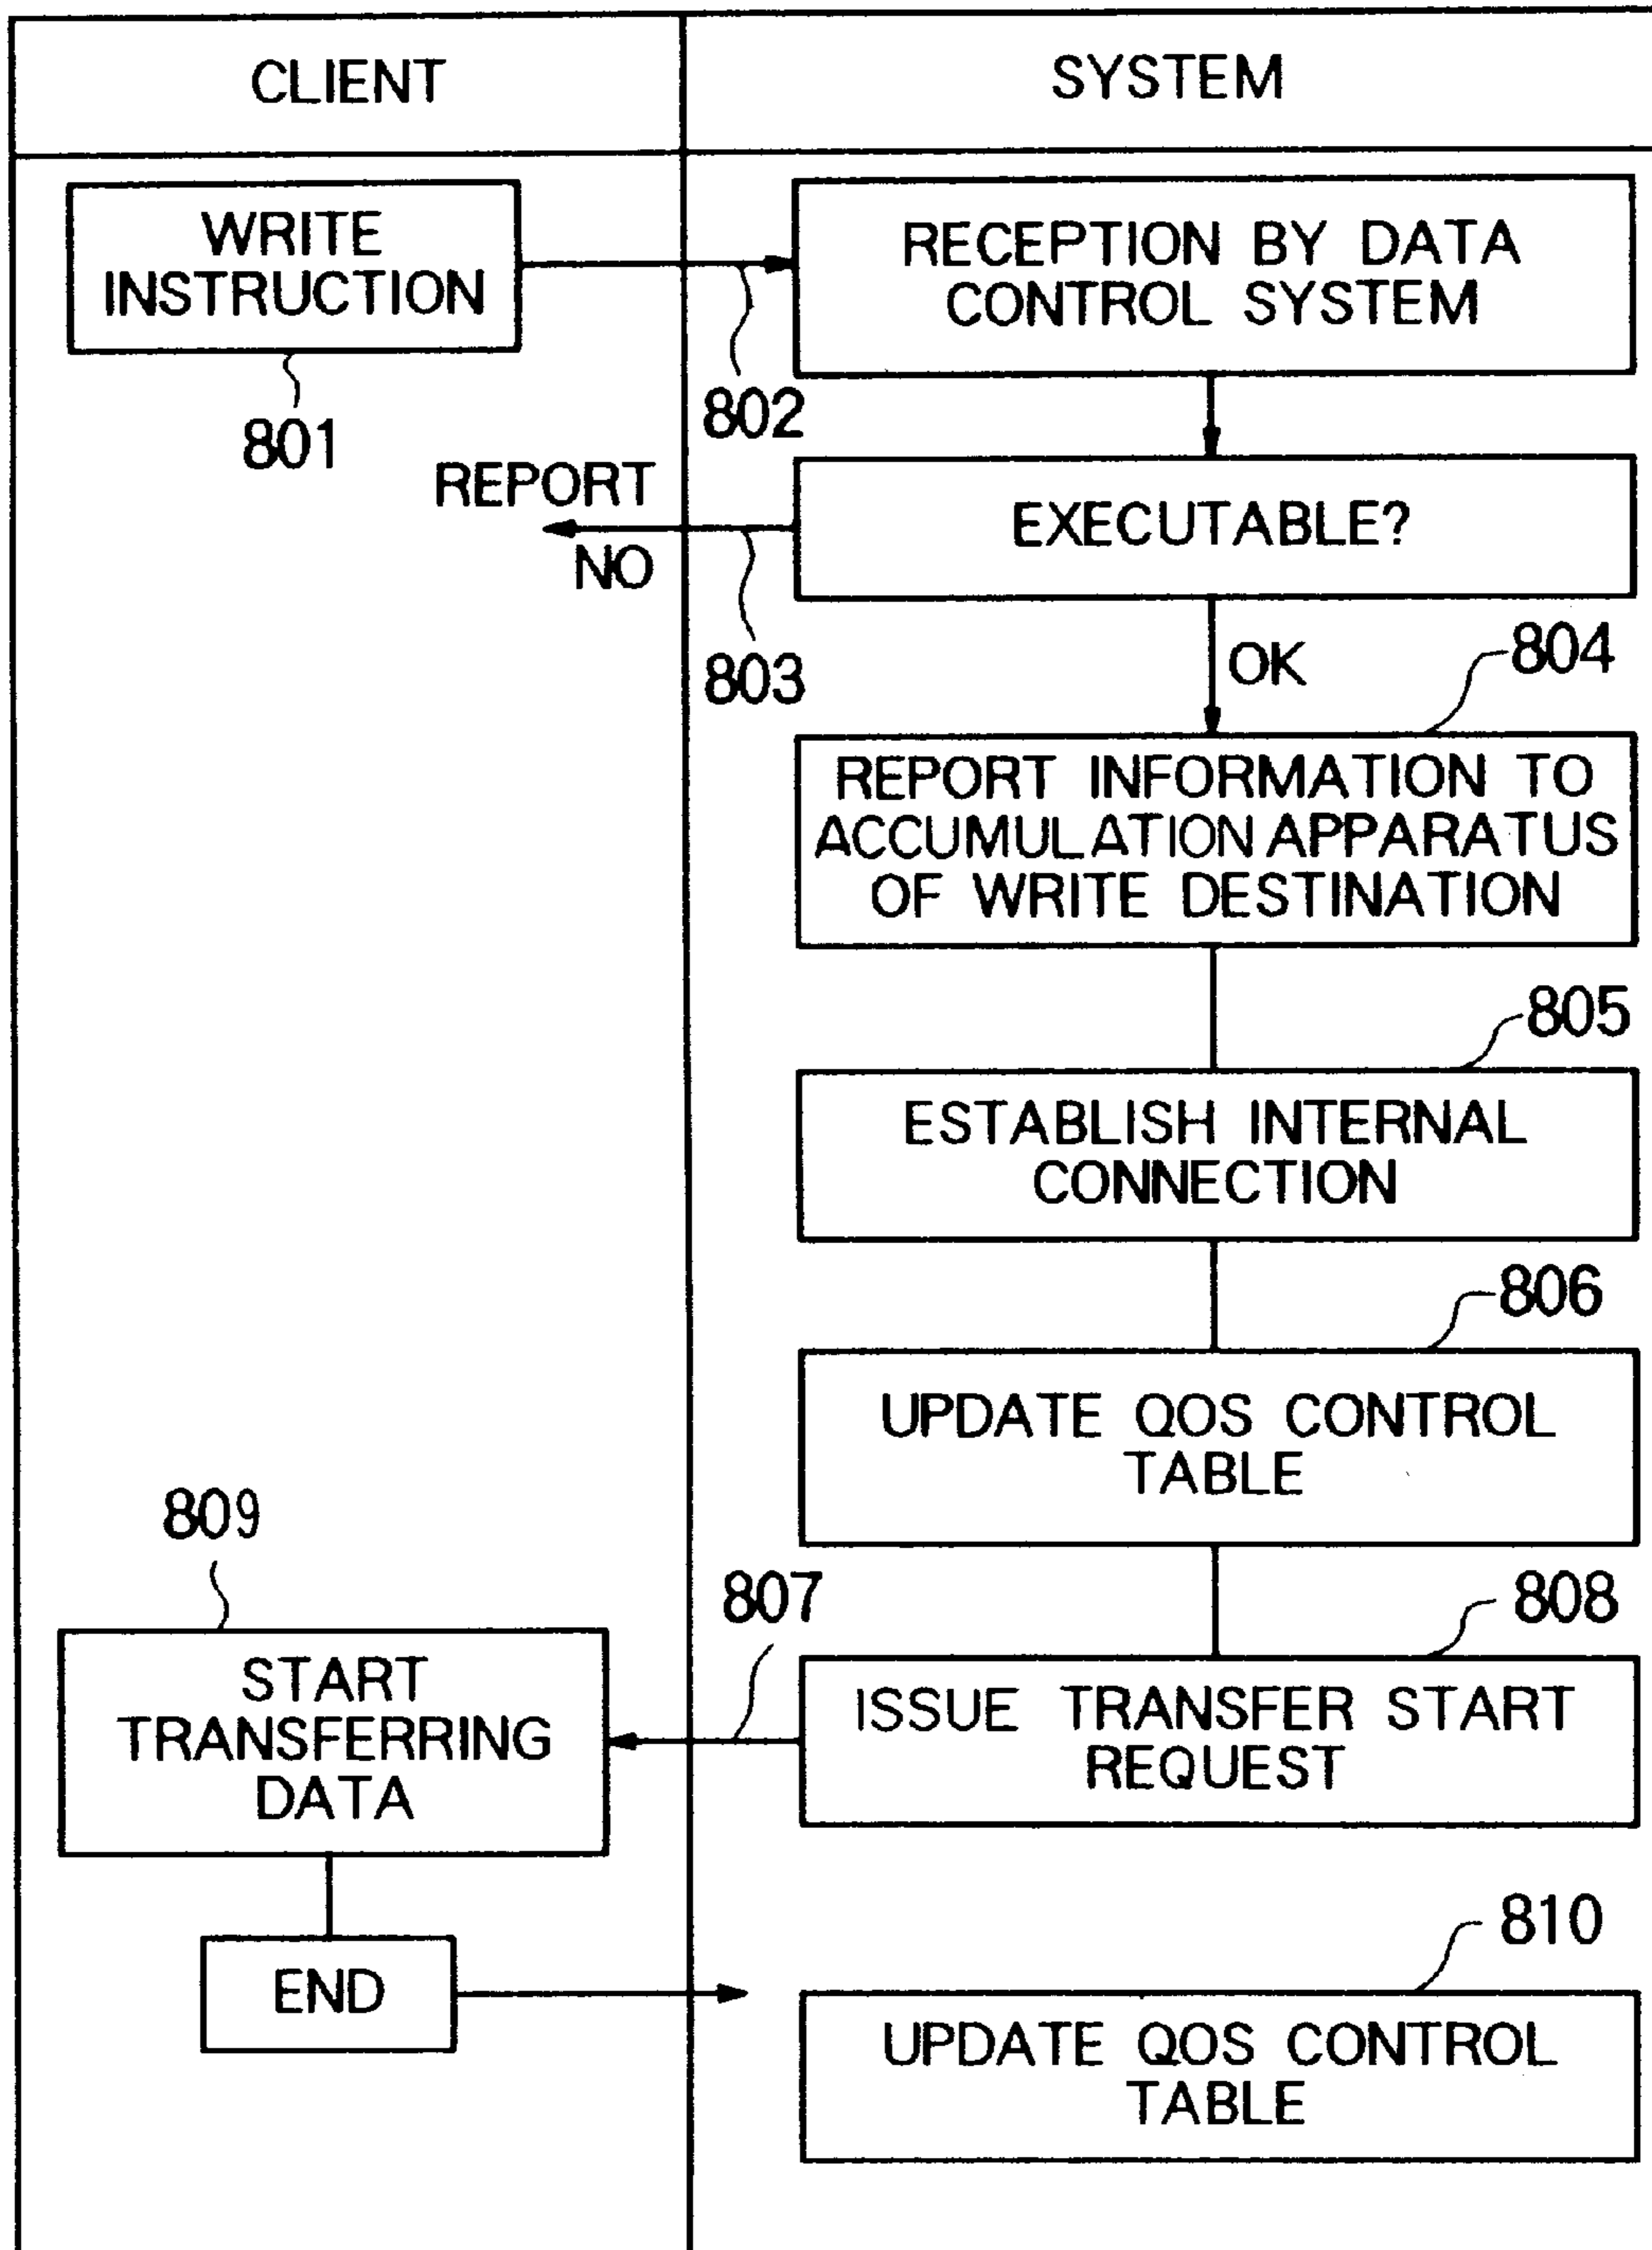 CLIENT
SYSTEM
WRITE
INSTRUCTION
801
802
RECEPTION BY DATA
CONTROL SYSTEM
REPORT
NO
803
EXECUTABLE?
OK
804
REPORT INFORMATION TO
ACCUMULATION APPARATUS
OF WRITE DESTINATION
805
ESTABLISH INTERNAL
CONNECTION
806
UPDATE QOS CONTROL
TABLE
809
807
808
START
TRANSFERRING
DATA
ISSUE TRANSFER START
REQUEST
END
810
UPDATE QOS CONTROL
TABLE